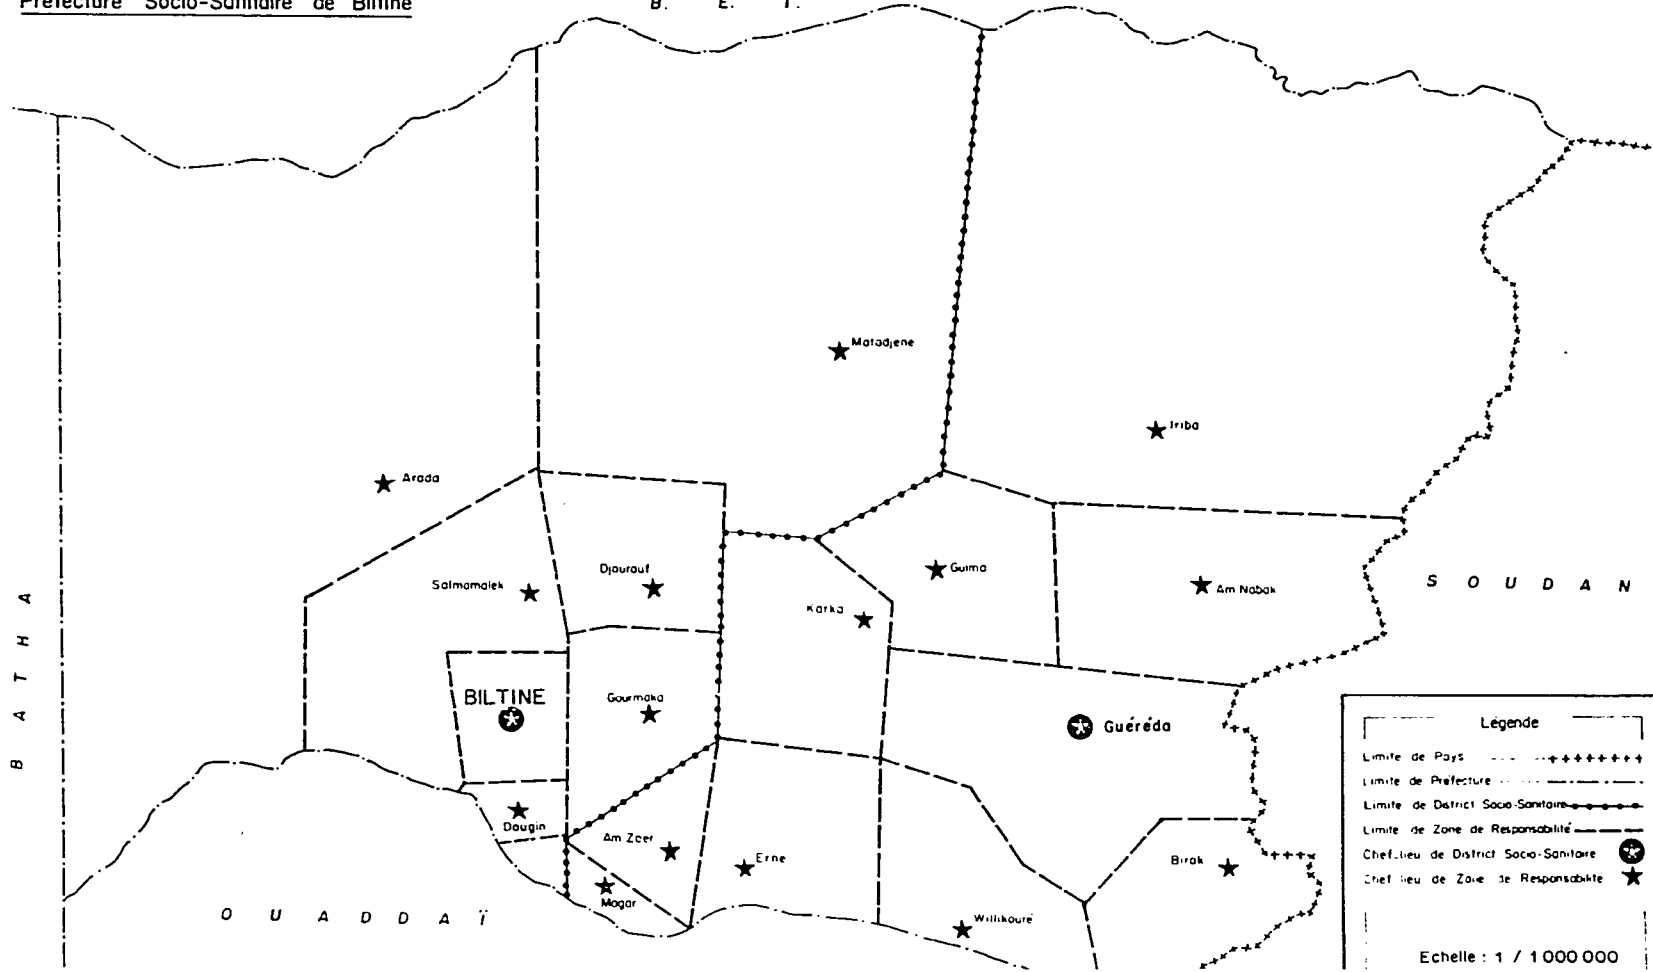 Préfecture Socio-Sanitaire de Biltine
B. E. T.
Matadjene
Iriba
Arada
Salmamalek
Djourouf
Guima
Am Nabak
Karka
SOUDAN
BATHA
BILTINE
Gourmaka
Guéréda
Dougin
Am Zoer
Erne
Birak
Magar
Willikouré
OUADDAÏ
Légende
Limite de Pays
Limite de Préfecture
Limite de District Socio-Sanitaire
Limite de Zone de Responsabilité
Chef-lieu de District Socio-Sanitaire
Chef lieu de Zone de Responsabilité
Echelle : 1 / 1 000 000